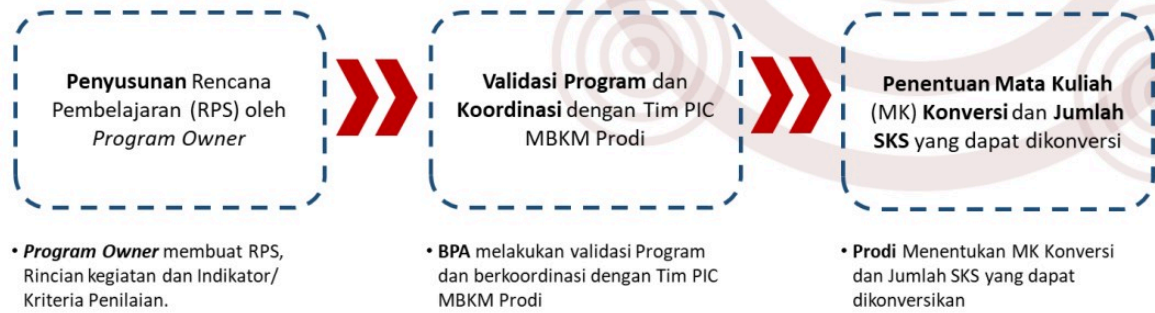 Penyusunan Rencana
Pembelajaran (RPS) oleh
Program Owner
Validasi Program dan
Koordinasi dengan Tim PIC
MBKM Prodi
Penentuan Mata Kuliah
(MK) Konversi dan Jumlah
SKS yang dapat dikonversi
• Program Owner membuat RPS,
Rincian kegiatan dan Indikator/
Kriteria Penilaian.
• BPA melakukan validasi Program
dan berkoordinasi dengan Tim PIC
MBKM Prodi
• Prodi Menentukan MK Konversi
dan Jumlah SKS yang dapat
dikonversikan